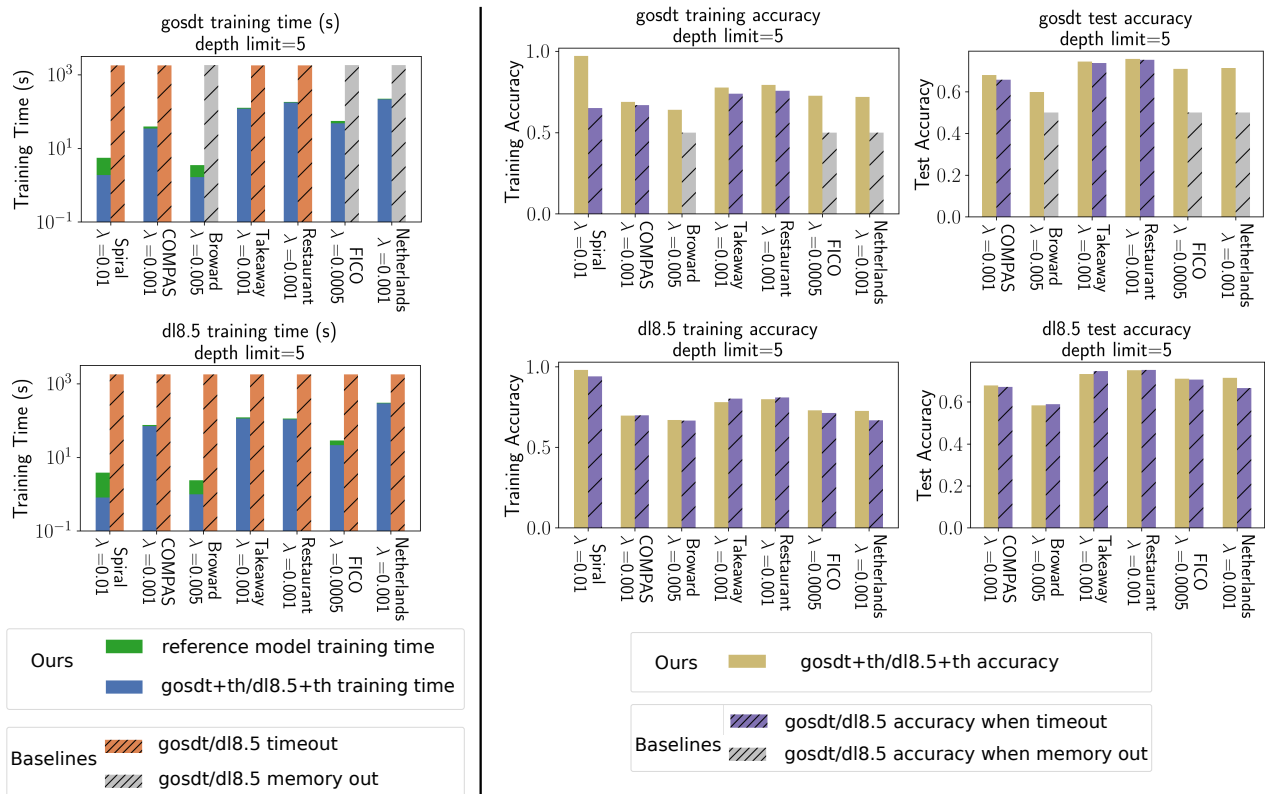 gosdt training time (s)
depth limit=5
Training Time (s)
10³
10¹
10⁻¹
Spiral
λ =0.01
COMPAS
λ =0.001
Broward
λ =0.005
Takeaway
λ =0.001
Restaurant
λ =0.001
FICO
λ =0.0005
Netherlands
λ =0.001
dl8.5 training time (s)
depth limit=5
Training Time (s)
10³
10¹
10⁻¹
Spiral
λ =0.01
COMPAS
λ =0.001
Broward
λ =0.005
Takeaway
λ =0.001
Restaurant
λ =0.001
FICO
λ =0.0005
Netherlands
λ =0.001
Ours
reference model training time
gosdt+th/dl8.5+th training time
Baselines
gosdt/dl8.5 timeout
gosdt/dl8.5 memory out
gosdt training accuracy
depth limit=5
Training Accuracy
1.0
0.5
0.0
Spiral
λ =0.01
COMPAS
λ =0.001
Broward
λ =0.005
Takeaway
λ =0.001
Restaurant
λ =0.001
FICO
λ =0.0005
Netherlands
λ =0.001
gosdt test accuracy
depth limit=5
Test Accuracy
0.6
0.4
0.2
0.0
COMPAS
λ =0.001
Broward
λ =0.005
Takeaway
λ =0.001
Restaurant
λ =0.001
FICO
λ =0.0005
Netherlands
λ =0.001
dl8.5 training accuracy
depth limit=5
Training Accuracy
1.0
0.5
0.0
Spiral
λ =0.01
COMPAS
λ =0.001
Broward
λ =0.005
Takeaway
λ =0.001
Restaurant
λ =0.001
FICO
λ =0.0005
Netherlands
λ =0.001
dl8.5 test accuracy
depth limit=5
Test Accuracy
0.6
0.4
0.2
0.0
COMPAS
λ =0.001
Broward
λ =0.005
Takeaway
λ =0.001
Restaurant
λ =0.001
FICO
λ =0.0005
Netherlands
λ =0.001
Ours
gosdt+th/dl8.5+th accuracy
Baselines
gosdt/dl8.5 accuracy when timeout
gosdt/dl8.5 accuracy when memory out